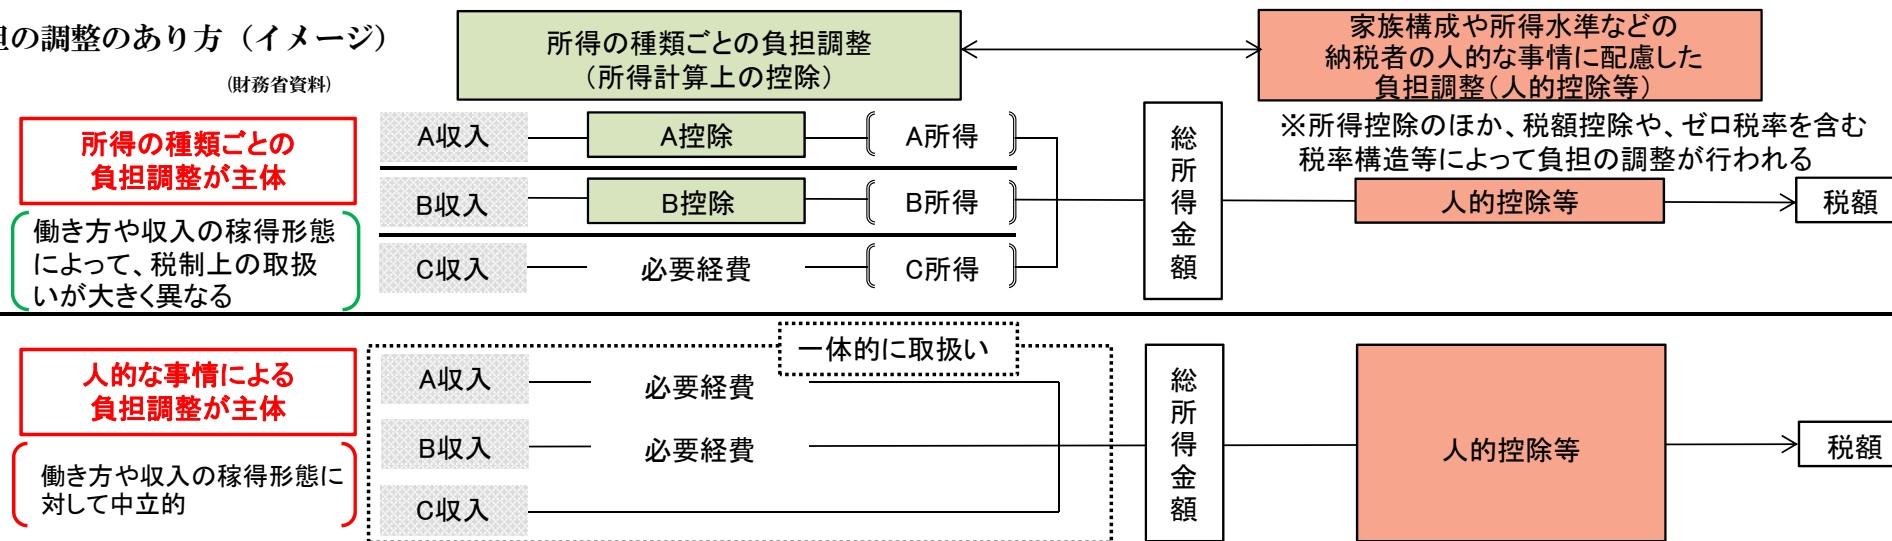 の調整のあり方（イメージ）
(財務省資料)
所得の種類ごとの負担調整
（所得計算上の控除）
家族構成や所得水準などの
納税者の人的な事情に配慮した
負担調整（人的控除等）
※所得控除のほか、税額控除や、ゼロ税率を含む
税率構造等によって負担の調整が行われる
所得の種類ごとの
負担調整が主体
働き方や収入の稼得形態
によって、税制上の取扱
いが大きく異なる
A収入
A控除
A所得
B収入
B控除
B所得
C収入
必要経費
C所得
総所得金額
人的控除等
税額
人的な事情による
負担調整が主体
働き方や収入の稼得形態に
対して中立的
一体的に取扱い
A収入
必要経費
B収入
必要経費
C収入
総所得金額
人的控除等
税額